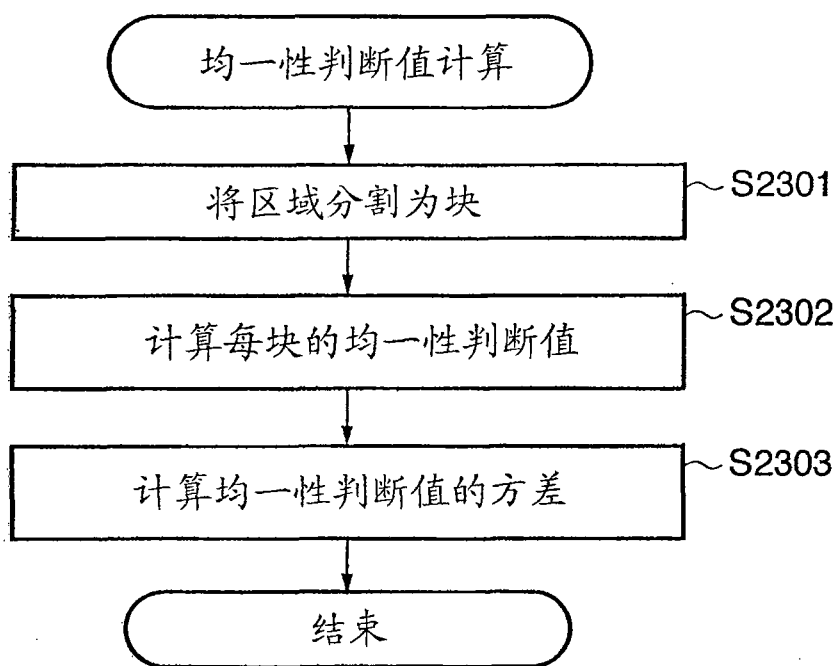 均一性判断值计算
将区域分割为块
S2301
计算每块的均一性判断值
S2302
计算均一性判断值的方差
S2303
结束